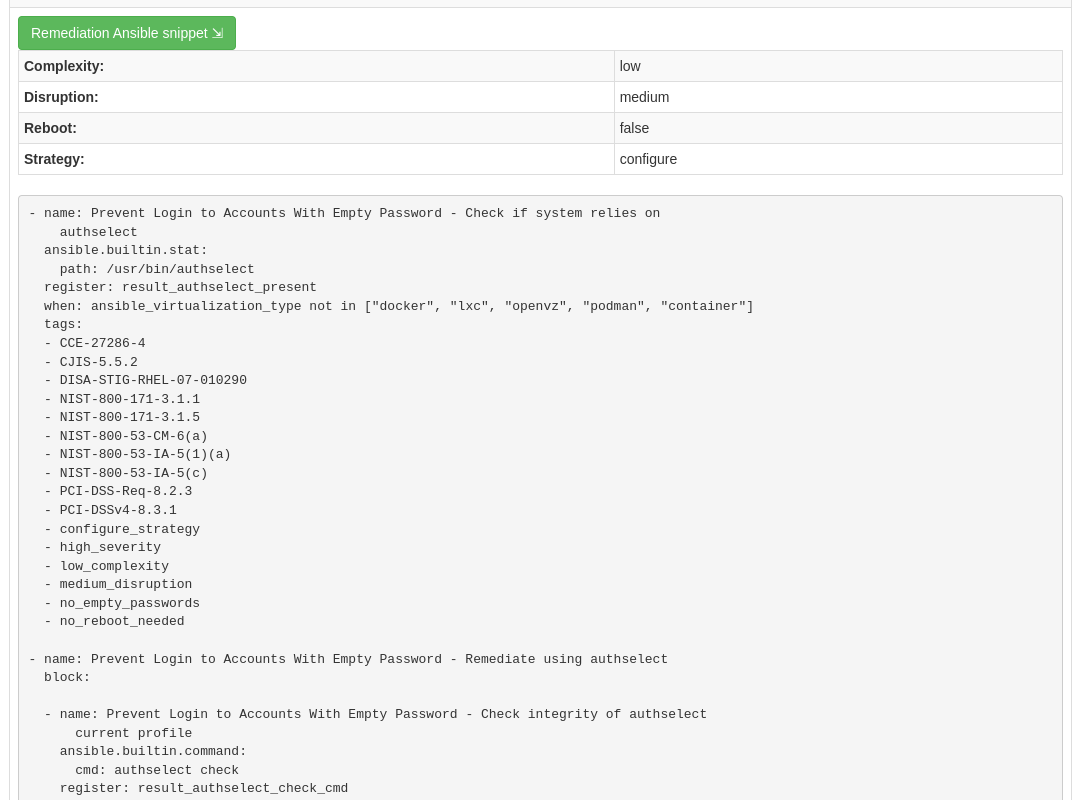 Remediation Ansible snippet ⇲
Complexity: low
Disruption: medium
Reboot: false
Strategy: configure
- name: Prevent Login to Accounts With Empty Password - Check if system relies on
    authselect
  ansible.builtin.stat:
    path: /usr/bin/authselect
  register: result_authselect_present
  when: ansible_virtualization_type not in ["docker", "lxc", "openvz", "podman", "container"]
  tags:
  - CCE-27286-4
  - CJIS-5.5.2
  - DISA-STIG-RHEL-07-010290
  - NIST-800-171-3.1.1
  - NIST-800-171-3.1.5
  - NIST-800-53-CM-6(a)
  - NIST-800-53-IA-5(1)(a)
  - NIST-800-53-IA-5(c)
  - PCI-DSS-Req-8.2.3
  - PCI-DSSv4-8.3.1
  - configure_strategy
  - high_severity
  - low_complexity
  - medium_disruption
  - no_empty_passwords
  - no_reboot_needed
- name: Prevent Login to Accounts With Empty Password - Remediate using authselect
  block:
  - name: Prevent Login to Accounts With Empty Password - Check integrity of authselect
      current profile
    ansible.builtin.command:
      cmd: authselect check
    register: result_authselect_check_cmd